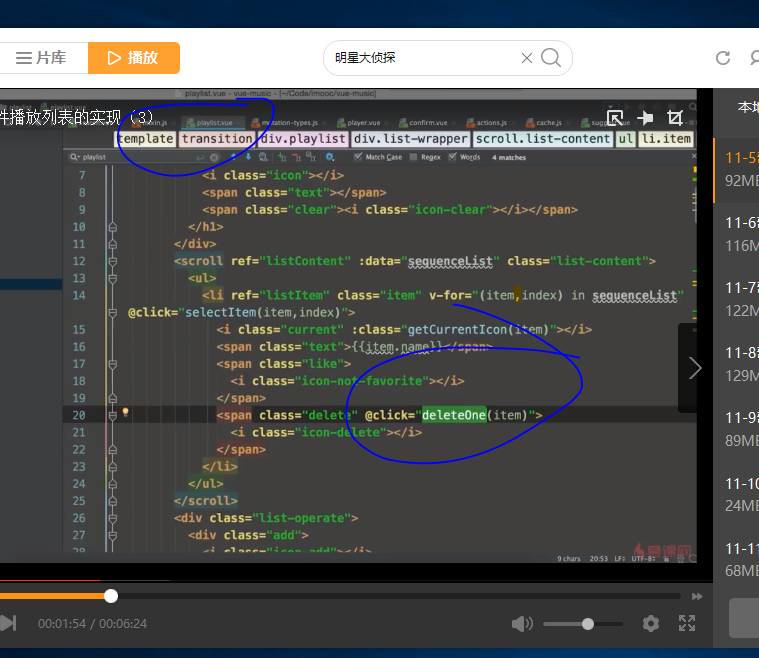 片库
播放
明星大侦探
playlist.vue - vue-music - [~/Code/imooc/vue-music]
件播放列表的实现（3）
playlist.vue
mutation-types.js
player.vue
confirm.vue
actions.js
cache.js
template transition div.playlist div.list-wrapper scroll.list-content ul li.item
playlist
Match Case
Regex
Words
4 matches
7 <i class="icon"></i>
8 <span class="text"></span>
9 <span class="clear"><i class="icon-clear"></i></span>
10 </h1>
11 </div>
12 <scroll ref="listContent" :data="sequenceList" class="list-content">
13 <ul>
14 <li ref="listItem" class="item" v-for="(item,index) in sequenceList"
@click="selectItem(item,index)">
15 <i class="current" :class="getCurrentIcon(item)"></i>
16 <span class="text">{{item.name}}</span>
17 <span class="like">
18 <i class="icon-not-favorite"></i>
19 </span>
20 <span class="delete" @click="deleteOne(item)">
21 <i class="icon-delete"></i>
22 </span>
23 </li>
24 </ul>
25 </scroll>
26 <div class="list-operate">
27 <div class="add">
28 <i class="icon-add"></i>
9 chars 20:53 LF÷ UTF-8÷
慕课网
00:01:54 / 00:06:24
本地
11-5
92MB
11-6
116M
11-7
122M
11-8
129M
11-9
89MB
11-10
24MB
11-11
68MB